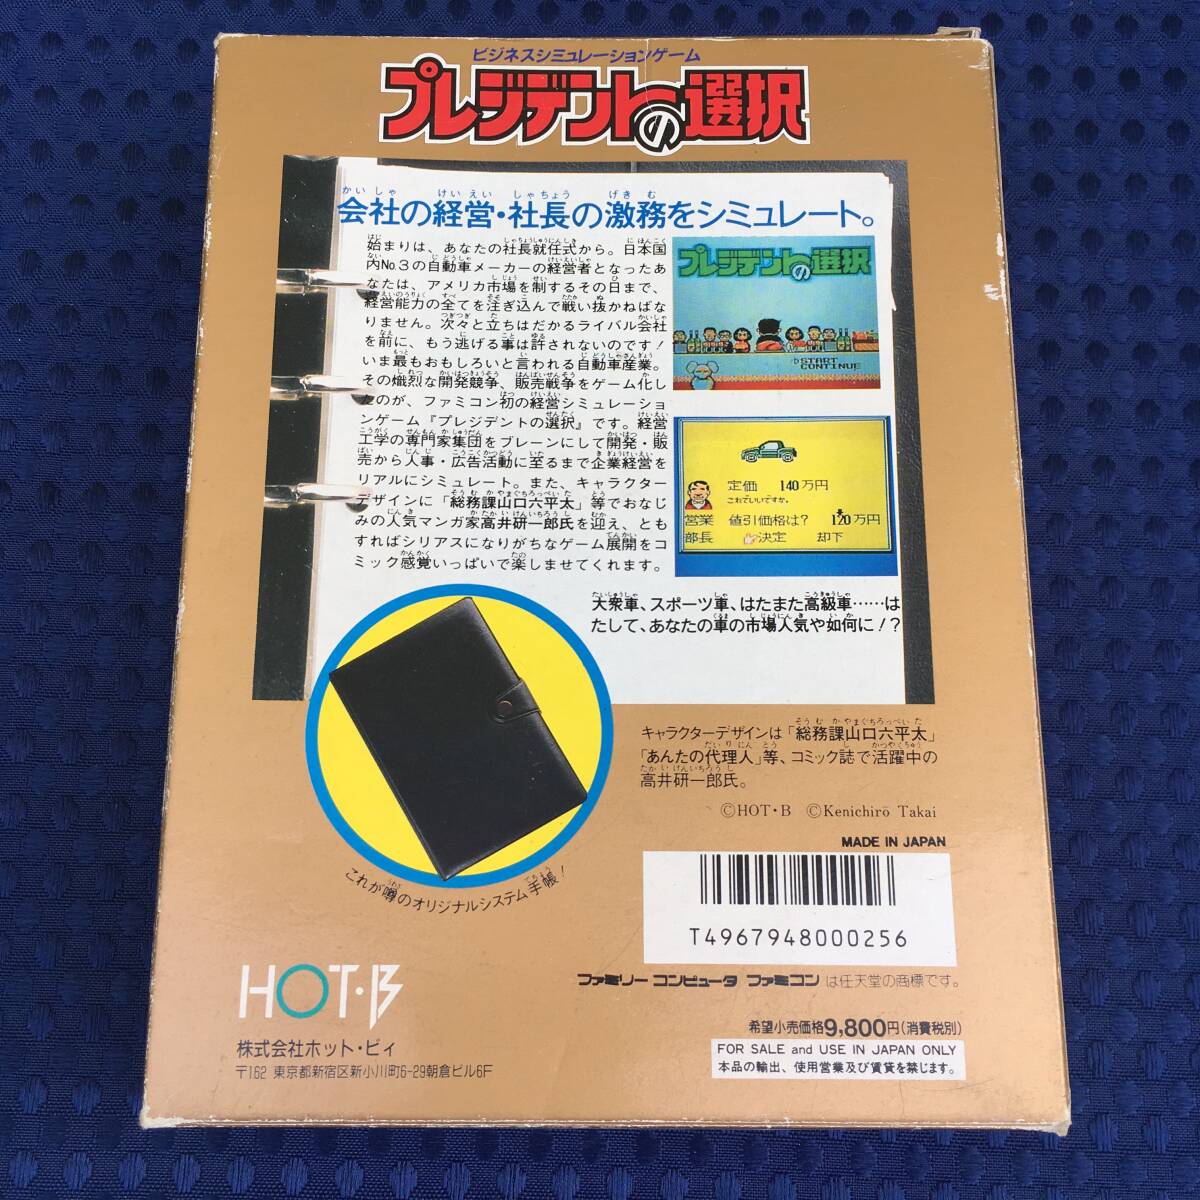 ビジネスシミュレーションゲーム
プレジデントの選択
会社の経営・社長の激務をシミュレート。
始まりは、あなたの社長就任式から。日本国
内No.3の自動車メーカーの経営者となったあ
なたは、アメリカ市場を制するその日まで、
経営能力の全てを注ぎ込んで戦い抜かねばな
りません。次々と立ちはだかるライバル会社
を前に、もう逃げる事は許されないのです!
いま最もおもしろいと言われる自動車産業。
その熾烈な開発競争、販売戦争をゲーム化し
たのが、ファミコン初の経営シミュレーショ
ンゲーム『プレジデントの選択』です。経営
工学の専門家集団をブレーンにして開発・販
売から人事・広告活動に至るまで企業経営を
リアルにシミュレート。また、キャラクター
デザインに「総務課山口六平太」等でおなじ
みの人気マンガ家高井研一郎氏を迎え、とも
すればシリアスになりがちなゲーム展開をコ
ミック感覚いっぱいで楽しませてくれます。
プレジデントの選択
START
CONTINUE
定価 140万円
これでいいですか。
営業 値引価格は? 120万円
部長 決定 却下
大衆車、スポーツ車、はたまた高級車……は
たして、あなたの車の市場人気や如何に!?
キャラクターデザインは「総務課山口六平太」
「あんたの代理人」等、コミック誌で活躍中の
高井研一郎氏。
©HOT・B ©Kenichirō Takai
これが噂のオリジナルシステム手帳!
MADE IN JAPAN
T4967948000256
HOT・B
ファミリーコンピュータ ファミコン は任天堂の商標です。
株式会社ホット・ビィ
〒162 東京都新宿区新小川町6-29朝倉ビル6F
希望小売価格9,800円(消費税別)
FOR SALE and USE IN JAPAN ONLY
本品の輸出、使用営業及び賃貸を禁じます。